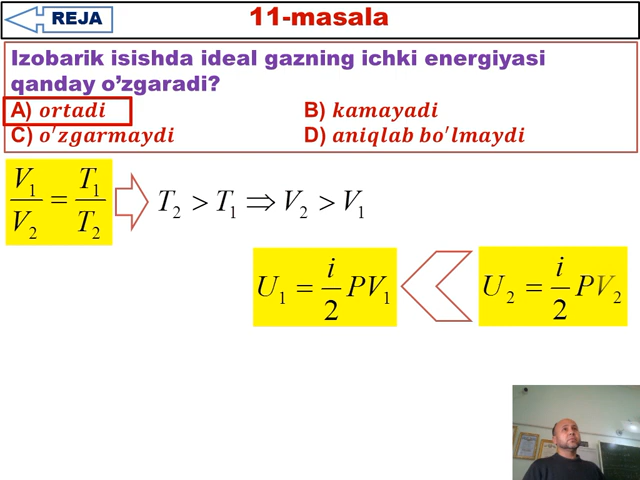 REJA
11-masala
Izobarik isishda ideal gazning ichki energiyasi
qanday o’zgaradi?
A) ortadi B) kamayadi
C) o′zgarmaydi D) aniqlab bo′lmaydi
V₁/V₂ = T₁/T₂ T₂ > T₁ ⇒ V₂ > V₁
U₁ = i/2 PV₁ U₂ = i/2 PV₂